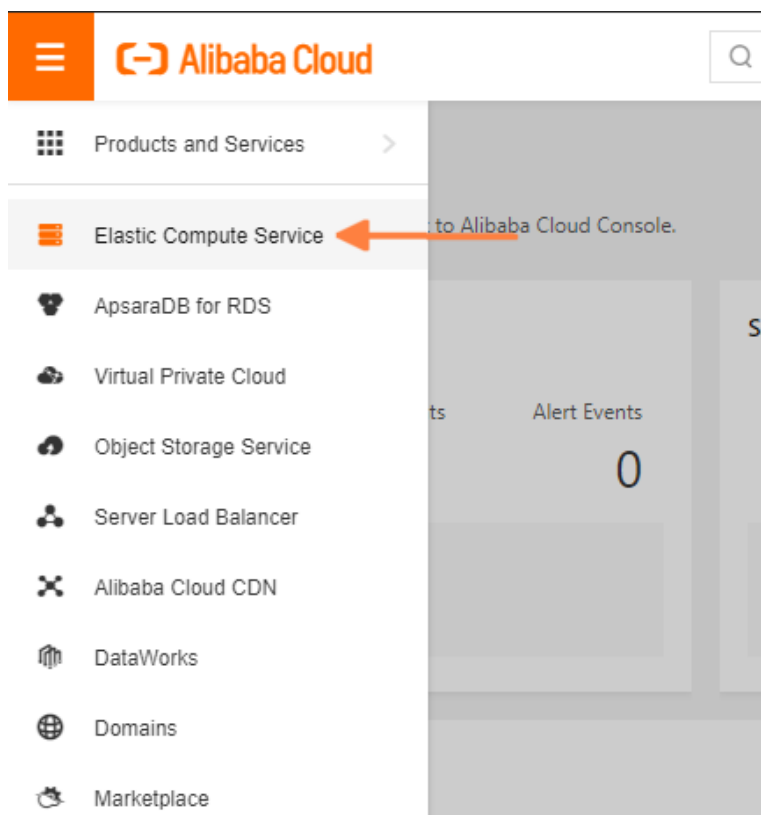 Alibaba Cloud
Products and Services
Elastic Compute Service
to Alibaba Cloud Console.
ApsaraDB for RDS
S
Virtual Private Cloud
ts
Alert Events
Object Storage Service
0
Server Load Balancer
Alibaba Cloud CDN
DataWorks
Domains
Marketplace